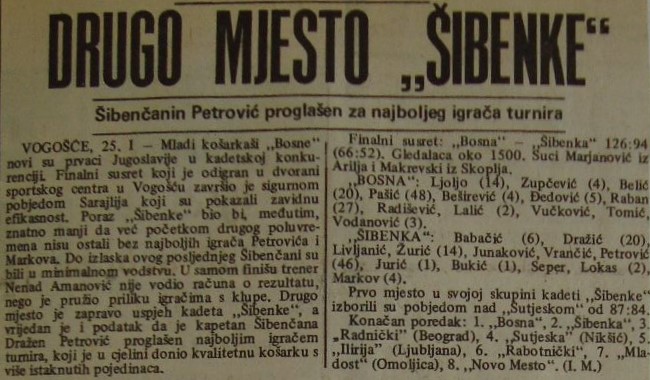 DRUGO MJESTO „ŠIBENKE“
Šibenčanin Petrović proglašen za najboljeg igrača turnira
VOGOŠĆE, 25. I – Mladi košarkaši „Bosne“
novi su prvaci Jugoslavije u kadetskoj konku-
renciji. Finalni susret koji je odigran u dvorani
sportskog centra u Vogošću završio je sigurnom
pobjedom Sarajlija koji su pokazali zavidnu
efikasnost. Poraz „Šibenke“ bio bi, međutim,
znatno manji da već početkom drugog poluvre-
mena nisu ostali bez najboljih igrača Petrovića i
Markova. Do izlaska ovog posljednjeg Šibenčani su
bili u minimalnom vodstvu. U samom finišu trener
Nenad Amanović nije vodio računa o rezultatu,
nego je pružio priliku igračima s klupe. Drugo
mjesto je zapravo uspjeh kadeta „Šibenke“, a
vrijedan je i podatak da je kapetan Šibenčana
Dražen Petrović proglašen najboljim igračem
turnira, koji je u cjelini donio kvalitetnu košarku s
više istaknutih pojedinaca.
Finalni susret: „Bosna“ – „Šibenka“ 126:94
(66:52). Gledalaca oko 1500. Suci Marjanović iz
Arilja i Makrevski iz Skoplja.
„BOSNA“: Ljoljo (14), Zupčević (4), Belić
(20), Pašić (48), Beširević (4), Đedović (5), Raban
(27), Radišević, Lalić (2), Vučković, Tomić,
Vođanović (3).
„ŠIBENKA“: Babačić (6), Dražić (20),
Livljanić, Žurić (14), Junaković, Vrančić, Petrović
(46), Jurić (1), Bukić (1), Seper, Lokas (2),
Markov (4).
Prvo mjesto u svojoj skupini kadeti „Šibenke“
izborili su pobjedom nad „Sutjeskom“ od 87:84.
Konačan poredak: 1. „Bosna“, 2. „Šibenka“, 3.
„Radnički“ (Beograd), 4. „Sutjeska“ (Nikšić), 5.
„Ilirija“ (Ljubljana), 6. „Rabotnički“, 7. „Mla-
dost“ (Omoljica), 8. „Novo Mesto“. (I. M.)